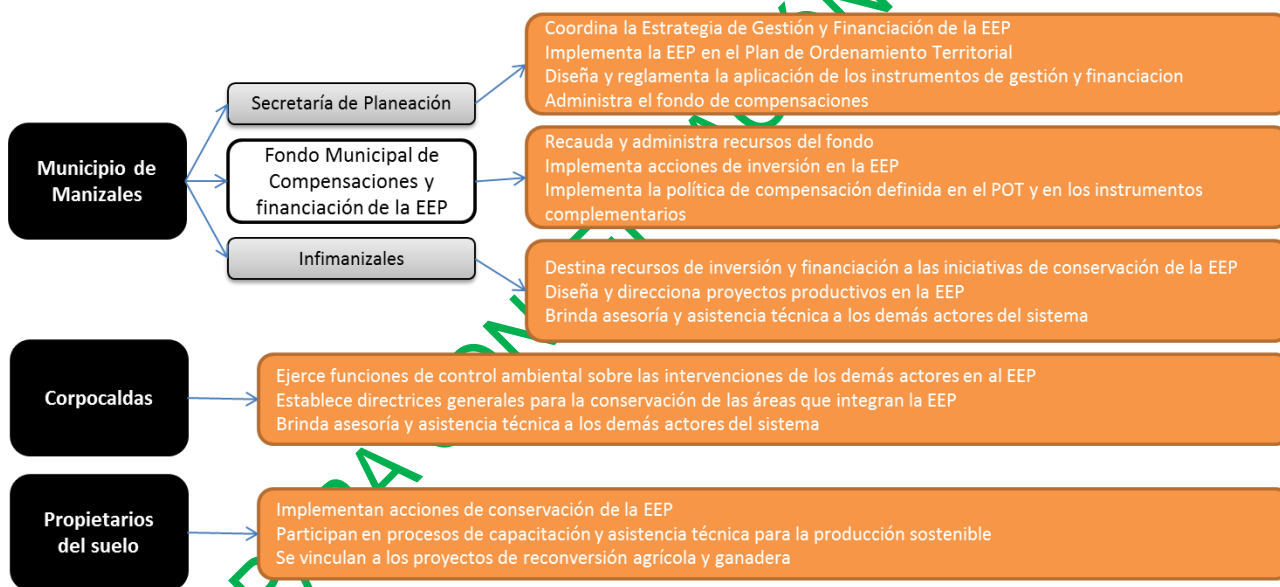 Municipio de
Manizales
Secretaría de Planeación
Coordina la Estrategia de Gestión y Financiación de la EEP
Implementa la EEP en el Plan de Ordenamiento Territorial
Diseña y reglamenta la aplicación de los instrumentos de gestión y financiacion
Administra el fondo de compensaciones
Fondo Municipal de
Compensaciones y
financiación de la EEP
Recauda y administra recursos del fondo
Implementa acciones de inversión en la EEP
Implementa la política de compensación definida en el POT y en los instrumentos
complementarios
Infimanizales
Destina recursos de inversión y financiación a las iniciativas de conservación de la EEP
Diseña y direcciona proyectos productivos en la EEP
Brinda asesoría y asistencia técnica a los demás actores del sistema
Corpocaldas
Ejerce funciones de control ambiental sobre las intervenciones de los demás actores en al EEP
Establece directrices generales para la conservación de las áreas que integran la EEP
Brinda asesoría y asistencia técnica a los demás actores del sistema
Propietarios
del suelo
Implementan acciones de conservación de la EEP
Participan en procesos de capacitación y asistencia técnica para la producción sostenible
Se vinculan a los proyectos de reconversión agrícola y ganadera